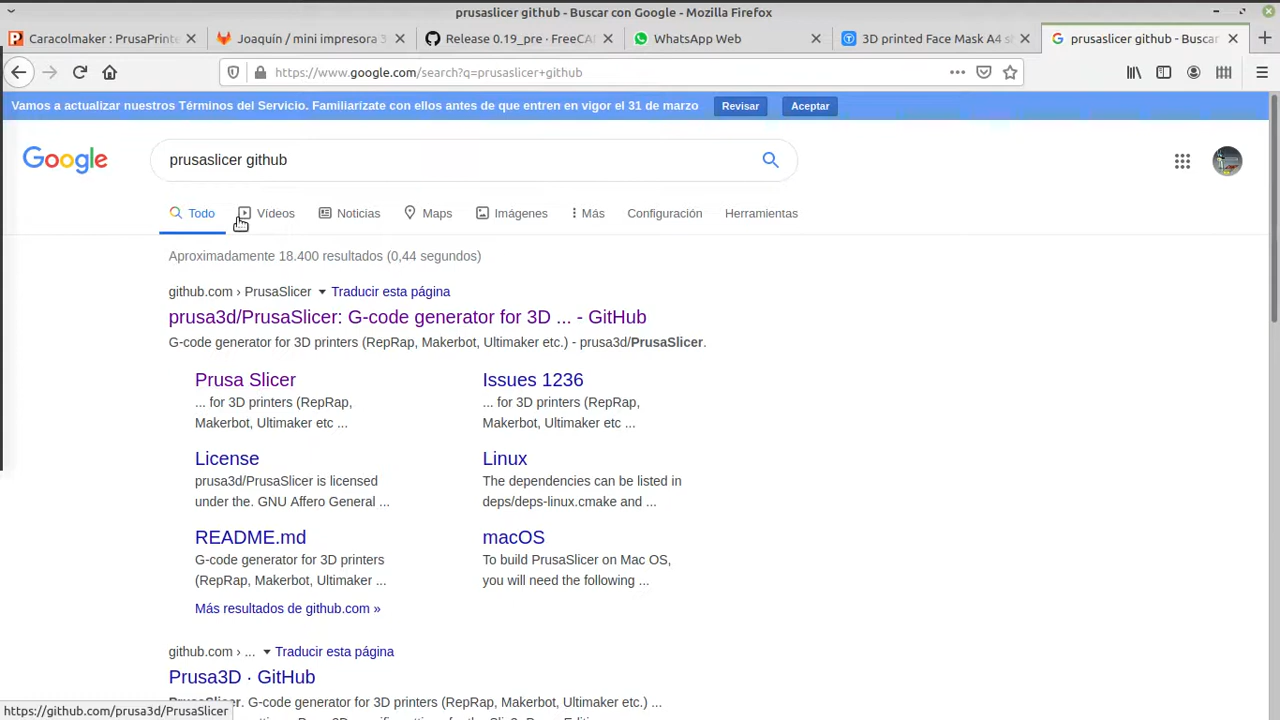 prusaslicer github - Buscar con Google - Mozilla Firefox
Caracolmaker : PrusaPrinte
Joaquín / mini impresora 3
Release 0.19_pre · FreeCA
WhatsApp Web
3D printed Face Mask A4 s
prusaslicer github - Buscar
https://www.google.com/search?q=prusaslicer+github
Vamos a actualizar nuestros Términos del Servicio. Familiarízate con ellos antes de que entren en vigor el 31 de marzo
Revisar
Aceptar
Google
prusaslicer github
Todo
Vídeos
Noticias
Maps
Imágenes
Más
Configuración
Herramientas
Aproximadamente 18.400 resultados (0,44 segundos)
github.com › PrusaSlicer
Traducir esta página
prusa3d/PrusaSlicer: G-code generator for 3D ... - GitHub
G-code generator for 3D printers (RepRap, Makerbot, Ultimaker etc.) - prusa3d/PrusaSlicer.
Prusa Slicer
... for 3D printers (RepRap,
Makerbot, Ultimaker etc ...
Issues 1236
... for 3D printers (RepRap,
Makerbot, Ultimaker etc ...
License
prusa3d/PrusaSlicer is licensed
under the. GNU Affero General ...
Linux
The dependencies can be listed in
deps/deps-linux.cmake and ...
README.md
G-code generator for 3D printers
(RepRap, Makerbot, Ultimaker ...
macOS
To build PrusaSlicer on Mac OS,
you will need the following ...
Más resultados de github.com »
github.com › ...
Traducir esta página
Prusa3D · GitHub
PrusaSlicer. G-code generator for 3D printers (RepRap, Makerbot, Ultimaker etc.) ...
https://github.com/prusa3d/PrusaSlicer